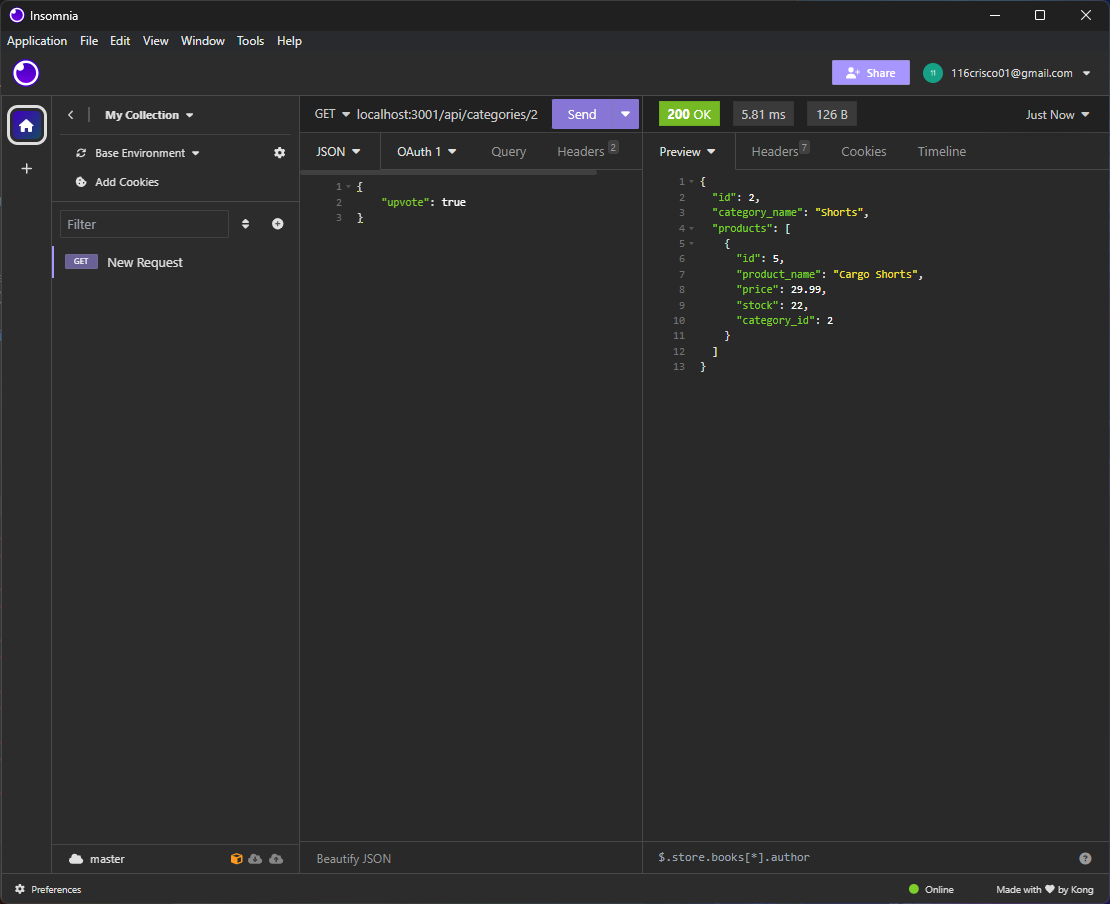 Insomnia
Application File Edit View Window Tools Help
Share 11 116crisco01@gmail.com
My Collection
Base Environment
Add Cookies
Filter
GET New Request
master
GET localhost:3001/api/categories/2 Send
JSON OAuth 1 Query Headers 2
1 {
2 "upvote": true
3 }
Beautify JSON
200 OK 5.81 ms 126 B Just Now
Preview Headers 7 Cookies Timeline
1 {
2 "id": 2,
3 "category_name": "Shorts",
4 "products": [
5 {
6 "id": 5,
7 "product_name": "Cargo Shorts",
8 "price": 29.99,
9 "stock": 22,
10 "category_id": 2
11 }
12 ]
13 }
$.store.books[*].author ?
Preferences Online Made with ♥ by Kong